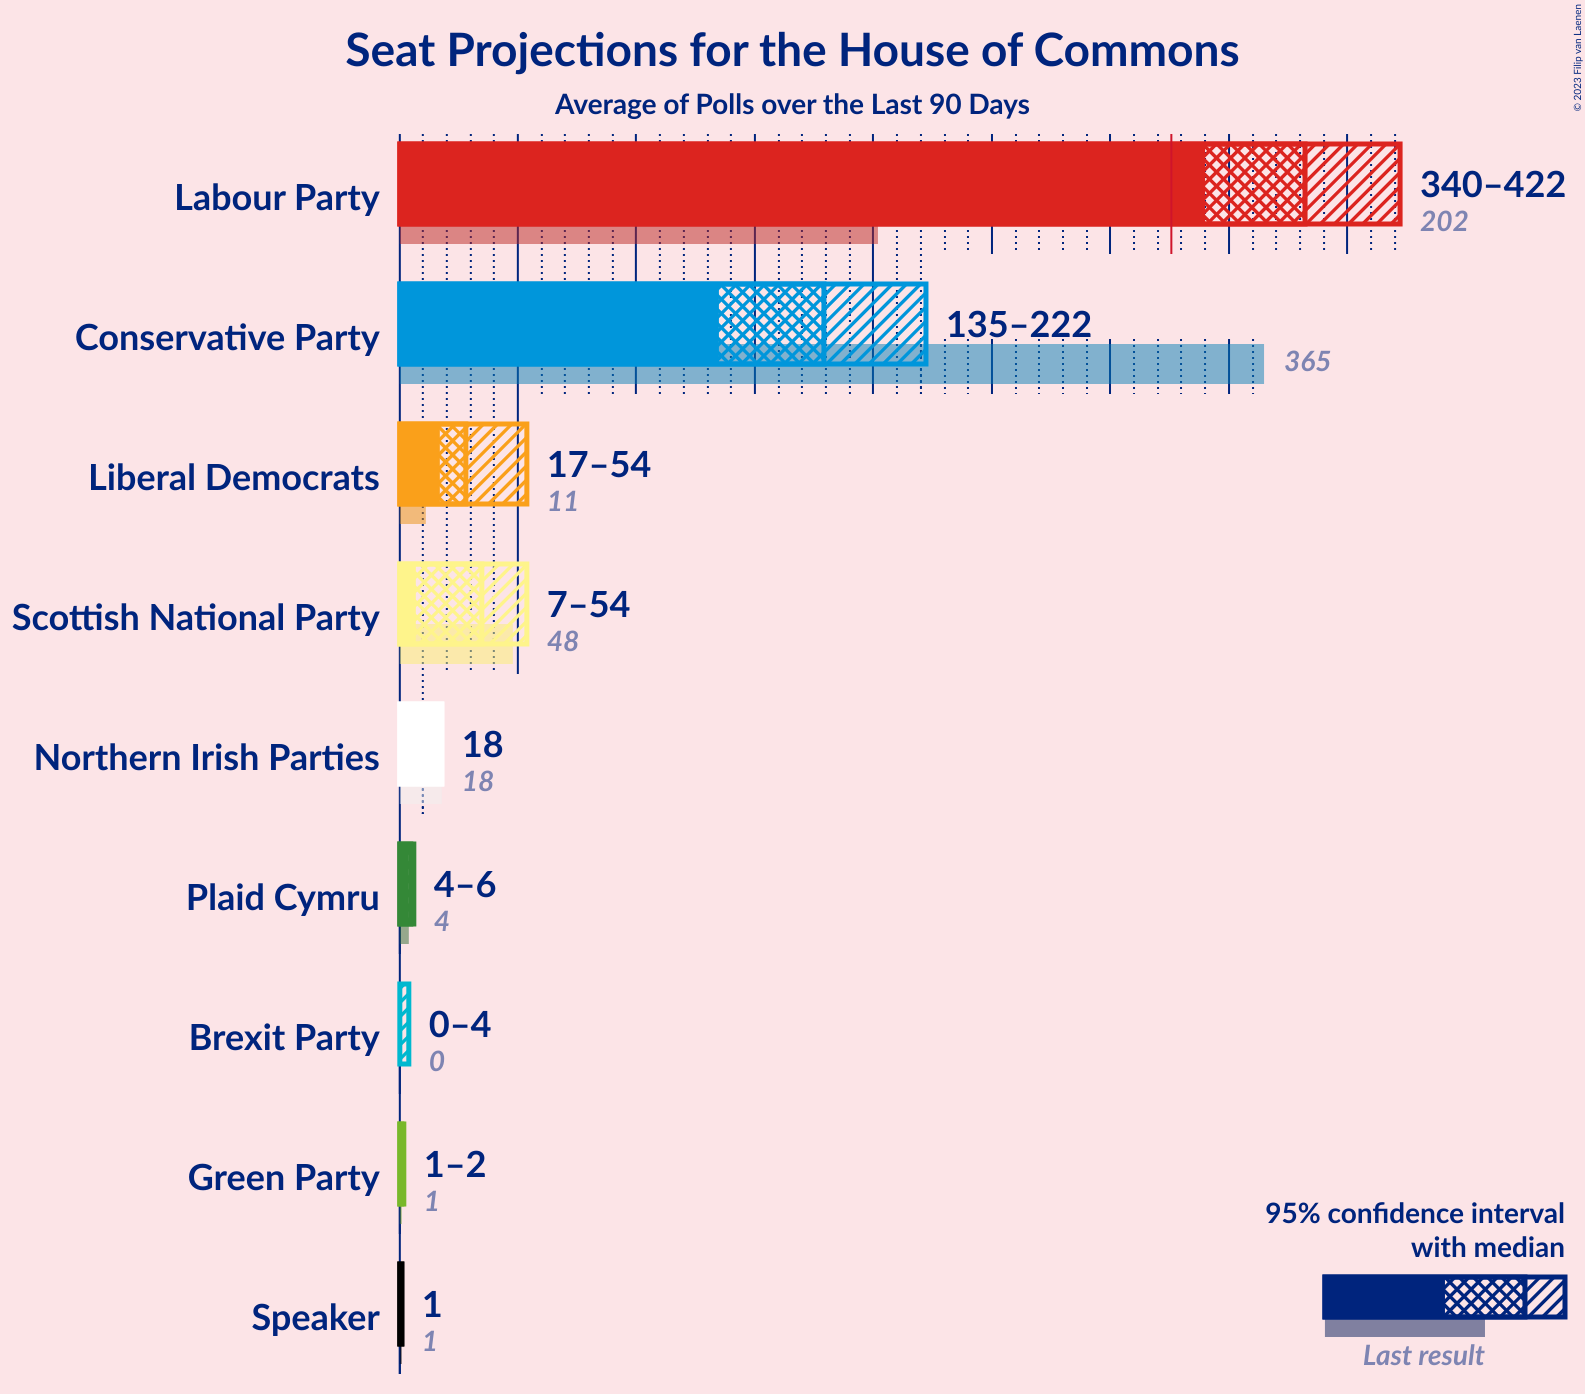 Seat Projections for the House of Commons
Average of Polls over the Last 90 Days
© 2023 Filip van Laenen
Labour Party
340–422
202
Conservative Party
135–222
365
Liberal Democrats
17–54
11
Scottish National Party
7–54
48
Northern Irish Parties
18
18
Plaid Cymru
4–6
4
Brexit Party
0–4
0
Green Party
1–2
1
Speaker
1
1
95% confidence interval
with median
Last result